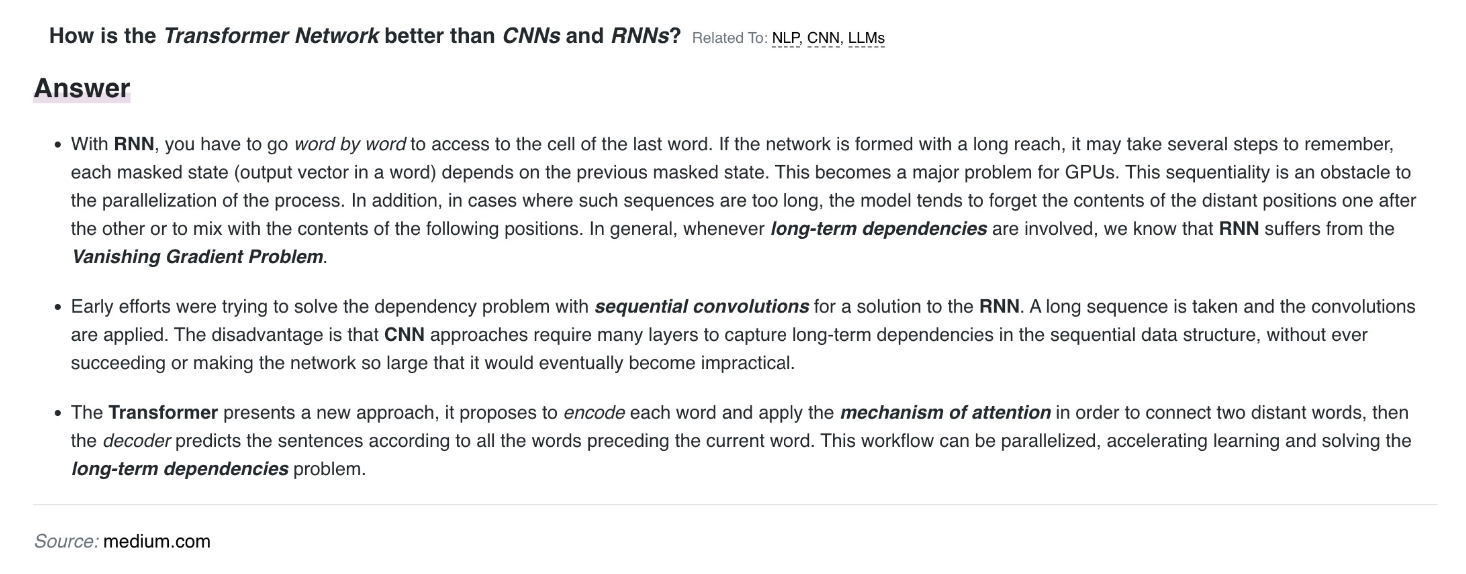 How is the Transformer Network better than CNNs and RNNs? Related To: NLP, CNN, LLMs
Answer
• With RNN, you have to go word by word to access to the cell of the last word. If the network is formed with a long reach, it may take several steps to remember,
each masked state (output vector in a word) depends on the previous masked state. This becomes a major problem for GPUs. This sequentiality is an obstacle to
the parallelization of the process. In addition, in cases where such sequences are too long, the model tends to forget the contents of the distant positions one after
the other or to mix with the contents of the following positions. In general, whenever long-term dependencies are involved, we know that RNN suffers from the
Vanishing Gradient Problem.
• Early efforts were trying to solve the dependency problem with sequential convolutions for a solution to the RNN. A long sequence is taken and the convolutions
are applied. The disadvantage is that CNN approaches require many layers to capture long-term dependencies in the sequential data structure, without ever
succeeding or making the network so large that it would eventually become impractical.
• The Transformer presents a new approach, it proposes to encode each word and apply the mechanism of attention in order to connect two distant words, then
the decoder predicts the sentences according to all the words preceding the current word. This workflow can be parallelized, accelerating learning and solving the
long-term dependencies problem.
Source: medium.com